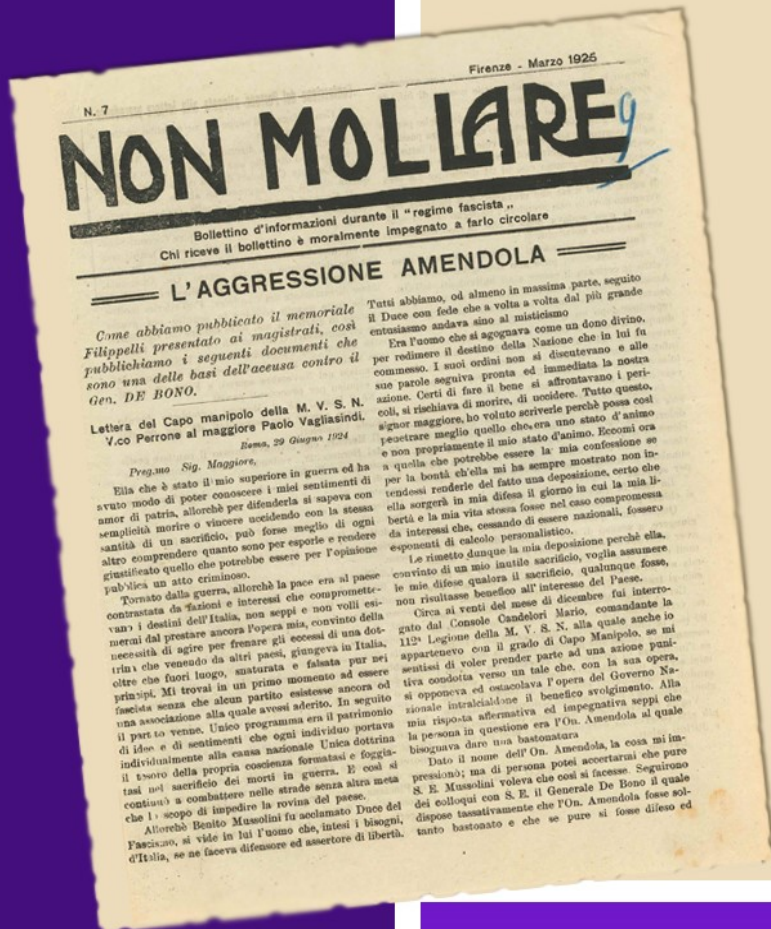 Firenze - Marzo 1925
N. 7
NON MOLLARE
9
Bollettino d'informazioni durante il "regime fascista „
Chi riceve il bollettino è moralmente impegnato a farlo circolare
L'AGGRESSIONE AMENDOLA
Come abbiamo pubbticato il memoriale
Filippelli presentato ai magistrati, così
pubblichiamo i seguenti documenti che
sono una delle basi dell'accusa contro il
Gen. DE BONO.
Lettera del Capo manipolo della M. V. S. N.
V.co Perrone al maggiore Paolo Vagliasindi.
Roma, 29 Giugno 1924
Preg.mo Sig. Maggiore,
Ella che è stato il mio superiore in guerra ed ha
avuto modo di poter conoscere i miei sentimenti di
amor di patria, allorchè per difenderla si sapeva con
semplicità morire o vincere uccidendo con la stessa
santità di un sacrificio, può forse meglio di ogni
altro comprendere quanto sono per esporle e rendere
giustificato quello che potrebbe essere per l'opinione
pubblica un atto criminoso.
Tornato dalla guerra, allorchè la pace era al paese
contrastata da fazioni e interessi che compromette-
vano i destini dell'Italia, non seppi e non volli esi-
mermi dal prestare ancora l'opera mia, convinto della
necessità di agire per frenare gli eccessi di una dot-
trina che venendo da altri paesi, giungeva in Italia,
oltre che fuori luogo, snaturata e falsata pur nei
principi. Mi trovai in un primo momento ad essere
fascista senza che alcun partito esistesse ancora od
una associazione alla quale avessi aderito. In seguito
il partito venne. Unico programma era il patrimonio
di idee e di sentimenti che ogni individuo portava
individualmente alla causa nazionale Unica dottrina
il tesoro della propria coscienza formatasi e foggia-
tasi nel sacrificio dei morti in guerra. E così si
continuò a combattere nelle strade senza altra meta
che lo scopo di impedire la rovina del paese.
Allorchè Benito Mussolini fu acclamato Duce del
Fascismo, si vide in lui l'uomo che, intesi i bisogni,
d'Italia, se ne faceva difensore ed assertore di libertà.
Tutti abbiamo, od almeno in massima parte, seguito
il Duce con fede che a volta a volta dal più grande
entusiasmo andava sino al misticismo
Era l'uomo che si agognava come un dono divino,
per redimere il destino della Nazione che in lui fu
commesso. I suoi ordini non si discutevano e alle
sue parole seguiva pronta ed immediata la nostra
azione. Certi di fare il bene si affrontavano i peri-
coli, si rischiava di morire, di uccidere. Tutto questo,
signor maggiore, ho voluto scriverle perchè possa così
penetrare meglio quello che era uno stato d'animo
e non propriamente il mio stato d'animo. Eccomi ora
a quella che potrebbe essere la mia confessione se
per la bontà ch'ella mi ha sempre mostrato non in-
tendessi renderle del fatto una deposizione, certo che
ella sorgerà in mia difesa il giorno in cui la mia li-
bertà e la mia vita stessa fosse nel caso compromessa
da interessi che, cessando di essere nazionali, fossero
esponenti di calcolo personalistico.
Le rimetto dunque la mia deposizione perchè ella,
convinto di un mio inutile sacrificio, voglia assumere
le mie difese qualora il sacrificio, qualunque fosse,
non risultasse benefico all'interesse del Paese.
Circa ai venti del mese di dicembre fui interro-
gato dal Console Candelori Mario, comandante la
112ª Legione della M. V. S. N. alla quale anche io
appartenevo con il grado di Capo Manipolo, se mi
sentissi di voler prender parte ad una azione puni-
tiva condotta verso un tale che, con la sua opera,
si opponeva ed ostacolava l'opera del Governo Na-
zionale intralciandone il benefico svolgimento. Alla
mia risposta affermativa ed impegnativa seppi che
la persona in questione era l'On. Amendola al quale
bisognava dare una bastonatura
Dato il nome dell'On. Amendola, la cosa mi im-
pressionò; ma di persona potei accertarmi che pure
S. E. Mussolini voleva che così si facesse. Seguirono
dei colloqui con S. E. il Generale De Bono il quale
dispose tassativamente che l'On. Amendola fosse sol-
tanto bastonato e che se pure si fosse difeso ed